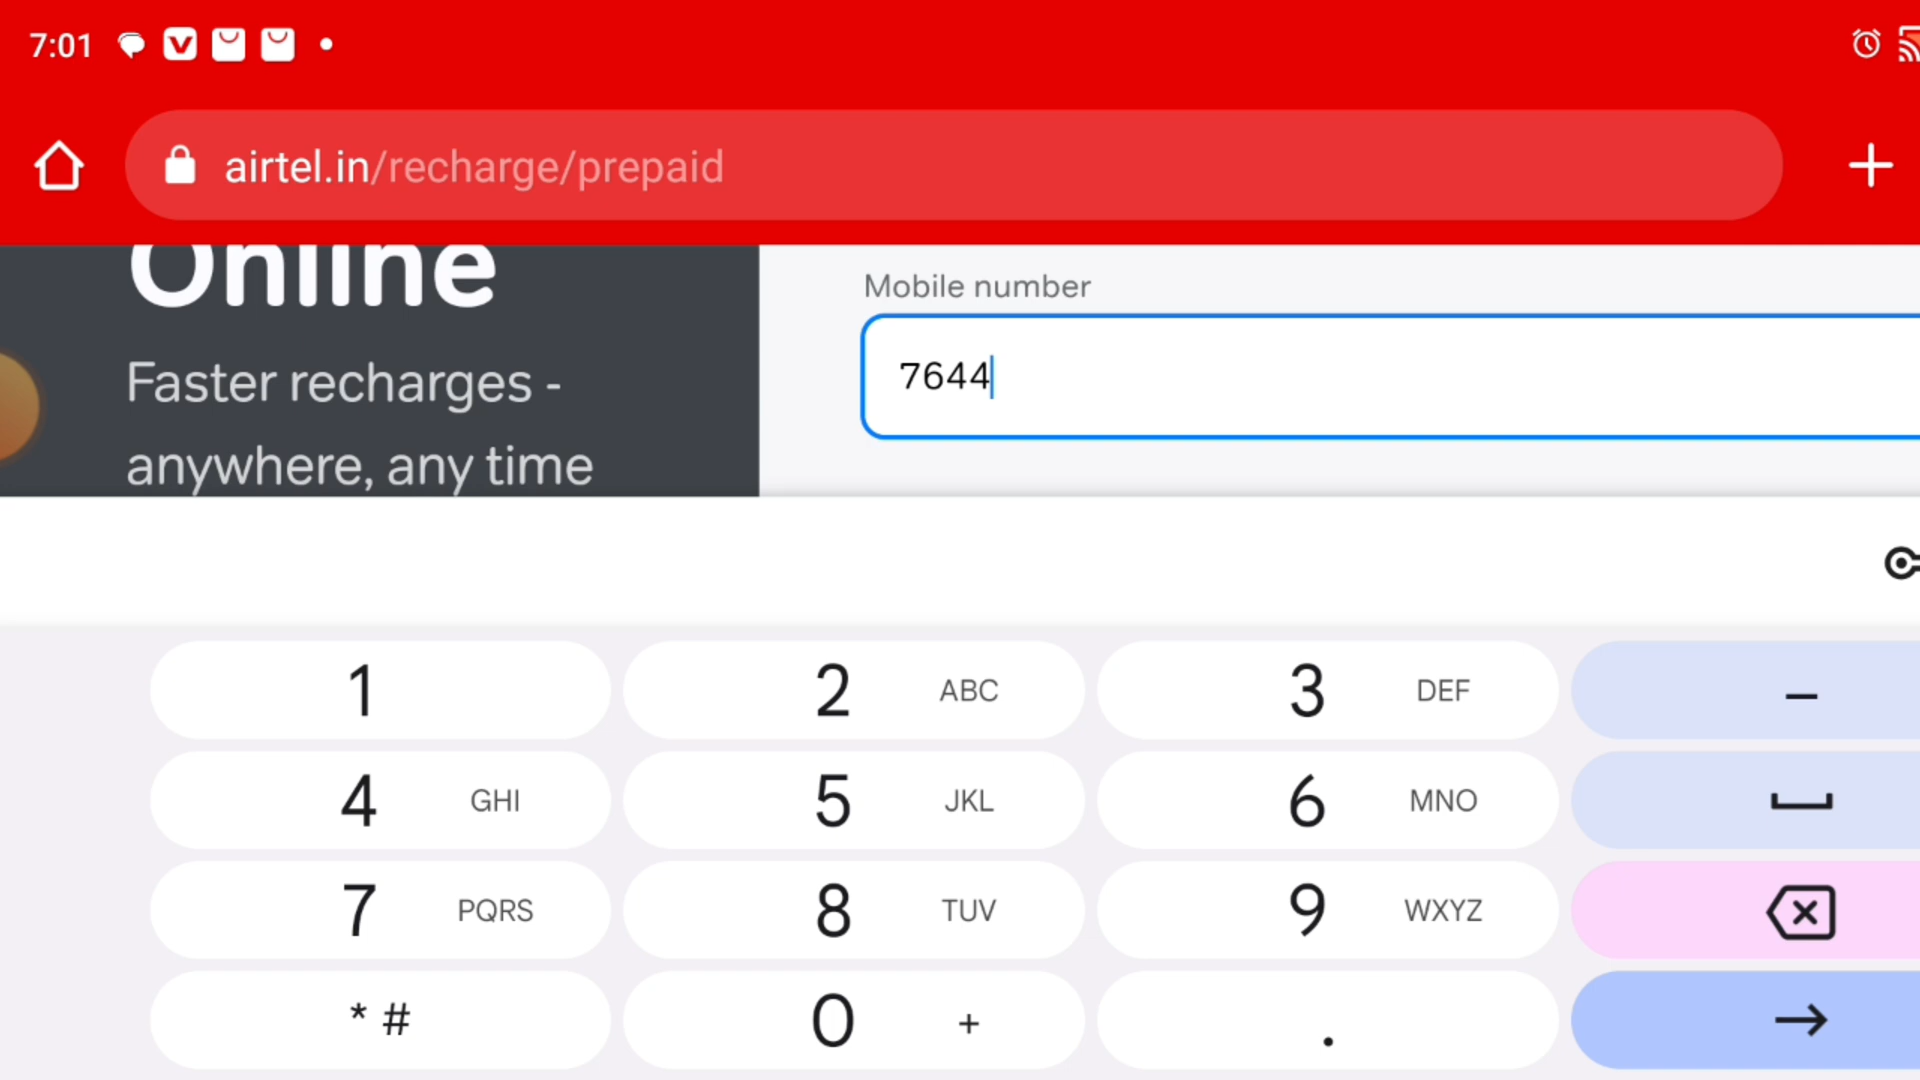 7:01
airtel.in/recharge/prepaid
Online
Faster recharges -
anywhere, any time
Mobile number
7644
1
2 ABC
3 DEF
–
4 GHI
5 JKL
6 MNO
7 PQRS
8 TUV
9 WXYZ
* #
0 +
.